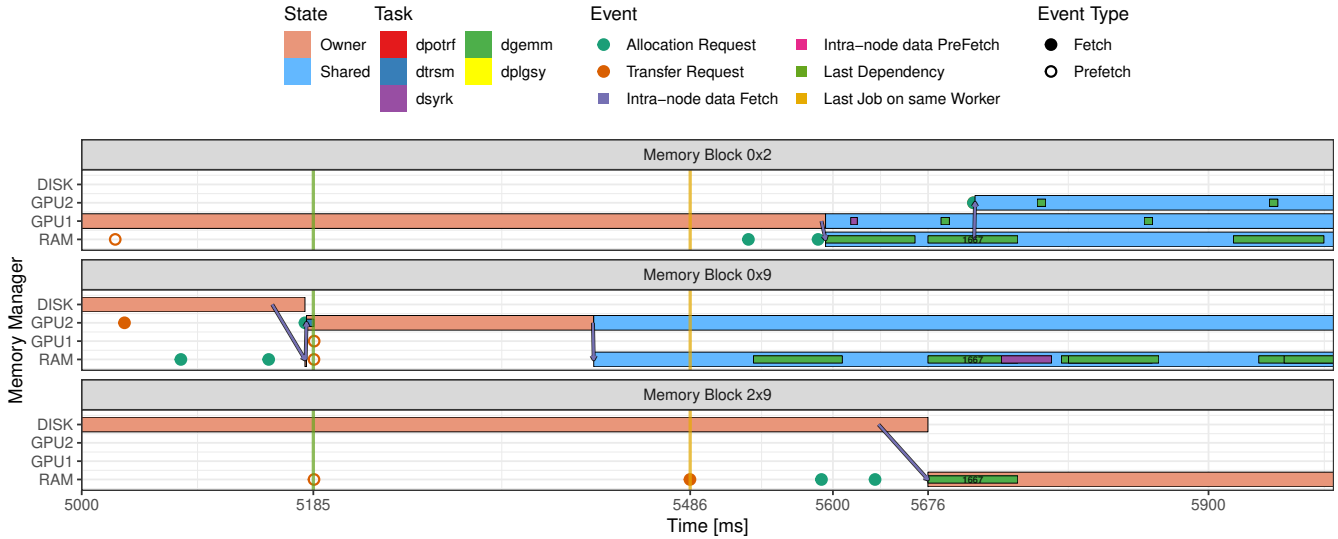 State Task Event Event Type
Owner dpotrf dgemm Allocation Request Intra−node data PreFetch Fetch
Shared dtrsm dplgsy Transfer Request Last Dependency Prefetch
dsyrk Intra−node data Fetch Last Job on same Worker
Memory Manager
Memory Block 0x2
DISK
GPU2
GPU1
RAM 1667
Memory Block 0x9
DISK
GPU2
GPU1
RAM 1667
Memory Block 2x9
DISK
GPU2
GPU1
RAM 1667
5000 5185 5486 5600 5676 5900
Time [ms]